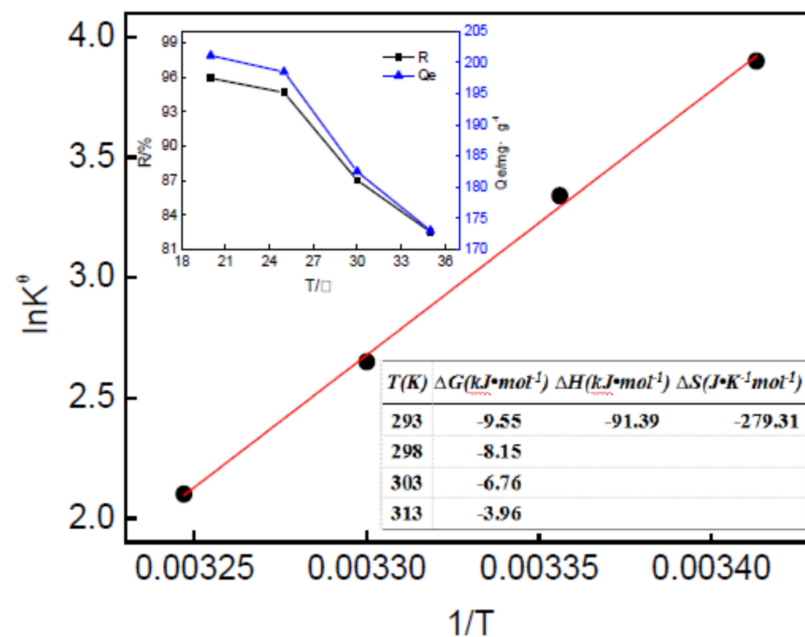 4.0
3.5
3.0
2.5
2.0
lnKθ
0.00325 0.00330 0.00335 0.00340
1/T
99
96
93
90
87
84
81
R/%
205
200
195
190
185
180
175
170
Qe/mg· g-1
18 21 24 27 30 33 36
T/□
R
Qe
T(K) ΔG(kJ•mol-1) ΔH(kJ•mol-1) ΔS(J•K-1mol-1)
293 -9.55 -91.39 -279.31
298 -8.15
303 -6.76
313 -3.96